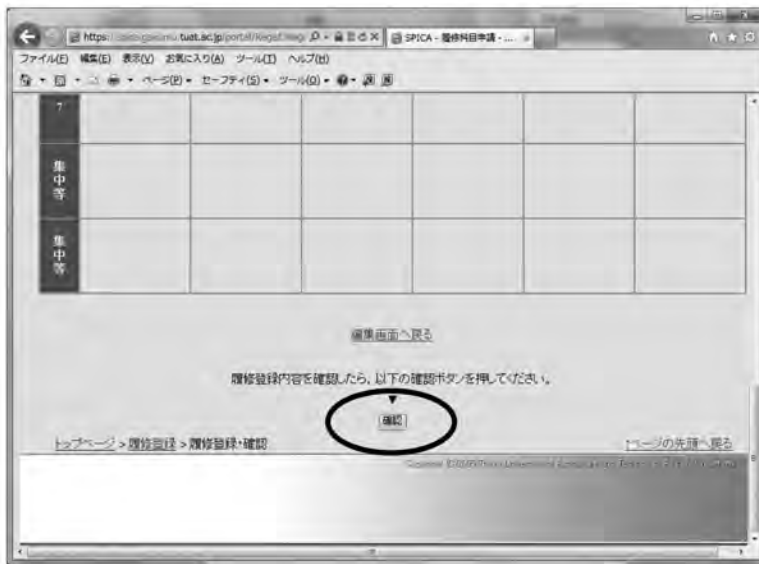 tuat.ac.jp/portal/
SPICA - 履修科目申請 - ...
ファイル(F) 編集(E) 表示(V) お気に入り(A) ツール(T) ヘルプ(H)
ページ(P) セーフティ(S) ツール(O)
7
集中等
集中等
編集画面へ戻る
履修登録内容を確認したら、以下の確認ボタンを押してください。
▼
確認
トップページ > 履修登録 > 履修登録・確認
↑ページの先頭へ戻る